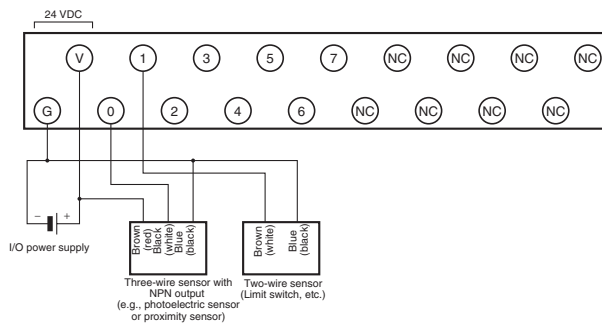 24 VDC
V 1 3 5 7 NC NC NC NC
G 0 2 4 6 NC NC NC NC
− +
I/O power supply
Brown
(red)
Black
(white)
Blue
(black)
Brown
(white)
Blue
(black)
Three-wire sensor with
NPN output
(e.g., photoelectric sensor
or proximity sensor)
Two-wire sensor
(Limit switch, etc.)